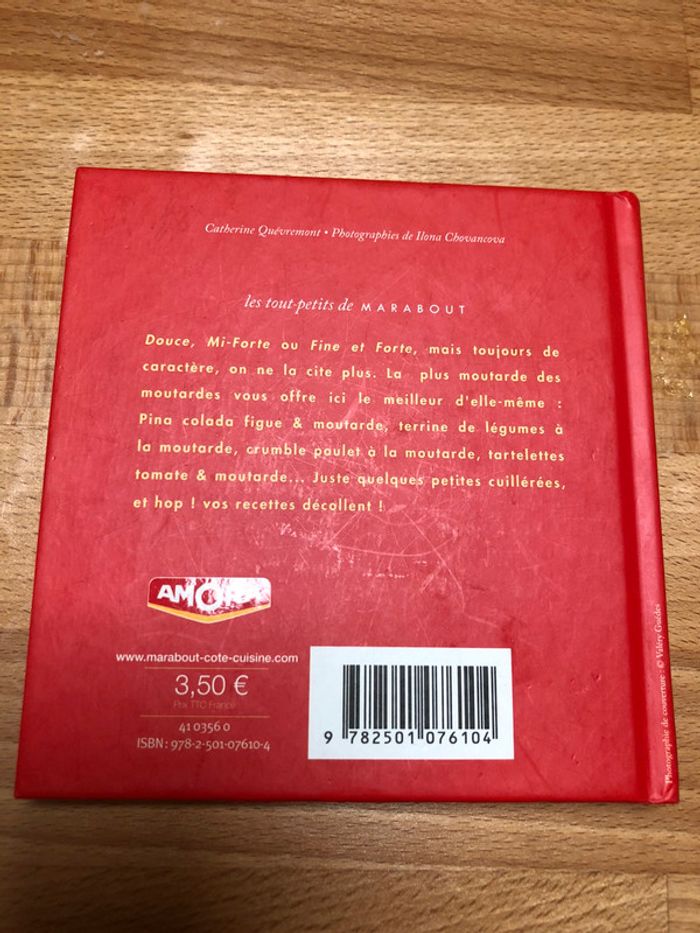 Catherine Quévremont • Photographies de Ilona Chovancova
les tout-petits de MARABOUT
Douce, Mi-Forte ou Fine et Forte, mais toujours de
caractère, on ne la cite plus. La plus moutarde des
moutardes vous offre ici le meilleur d'elle-même :
Pina colada figue & moutarde, terrine de légumes à
la moutarde, crumble poulet à la moutarde, tartelettes
tomate & moutarde... Juste quelques petites cuillérées,
et hop ! vos recettes décollent !
AMORA
www.marabout-cote-cuisine.com
3,50 €
Prix TTC France
41 0356 0
ISBN : 978-2-501-07610-4
9 782501 076104
Photographie de couverture : © Valéry Guédes